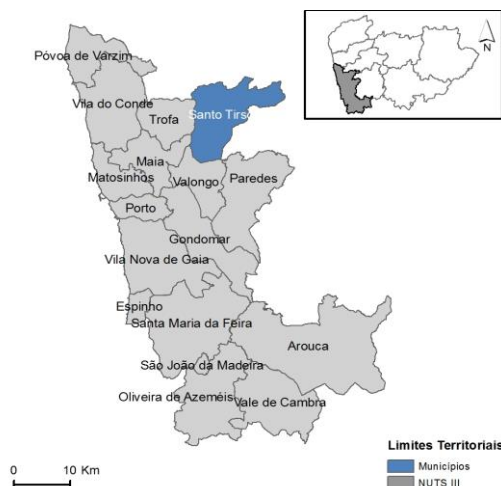 N
Póvoa de Varzim
Vila do Conde
Santo Tirso
Trofa
Maia
Matosinhos
Valongo
Paredes
Porto
Gondomar
Vila Nova de Gaia
Espinho
Santa Maria da Feira
Arouca
São João da Madeira
Oliveira de Azeméis
Vale de Cambra
Limites Territoriais
Municípios
NUTS III
0 10 Km